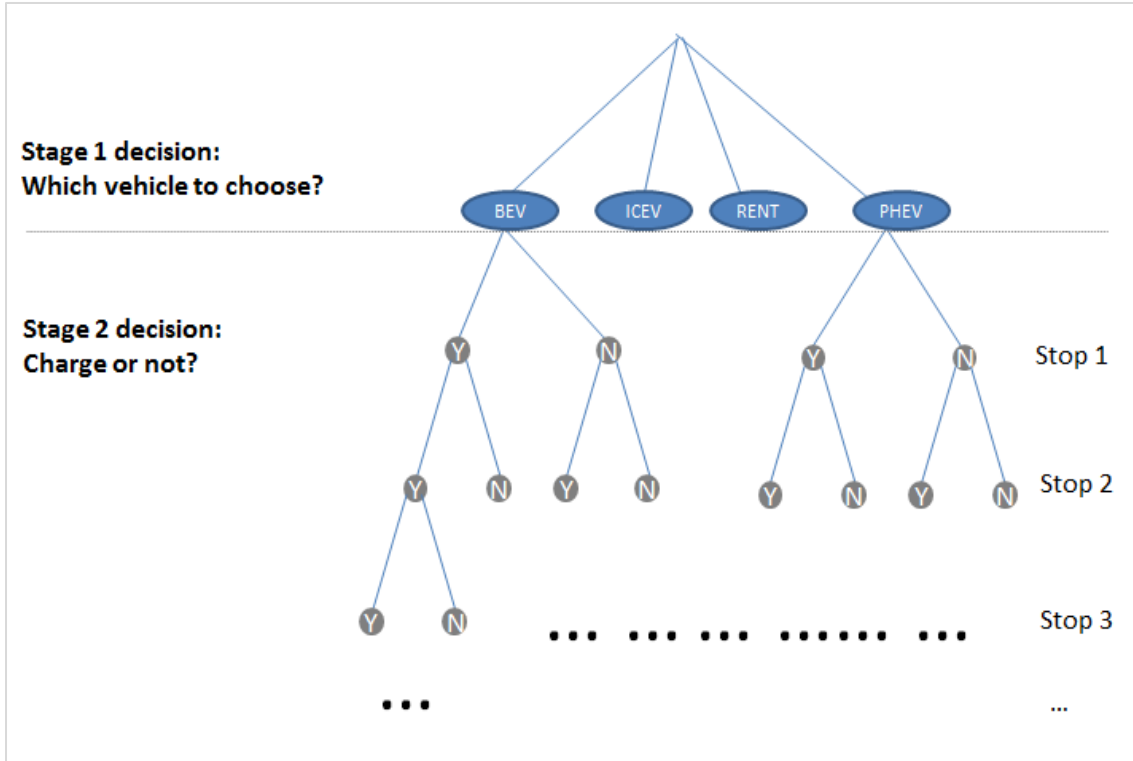 Stage 1 decision:
Which vehicle to choose?
BEV ICEV RENT PHEV
Stage 2 decision:
Charge or not?
Y N Y N Stop 1
Y N Y N Y N Y N Stop 2
Y N ... ... ... ...... ... Stop 3
... ...